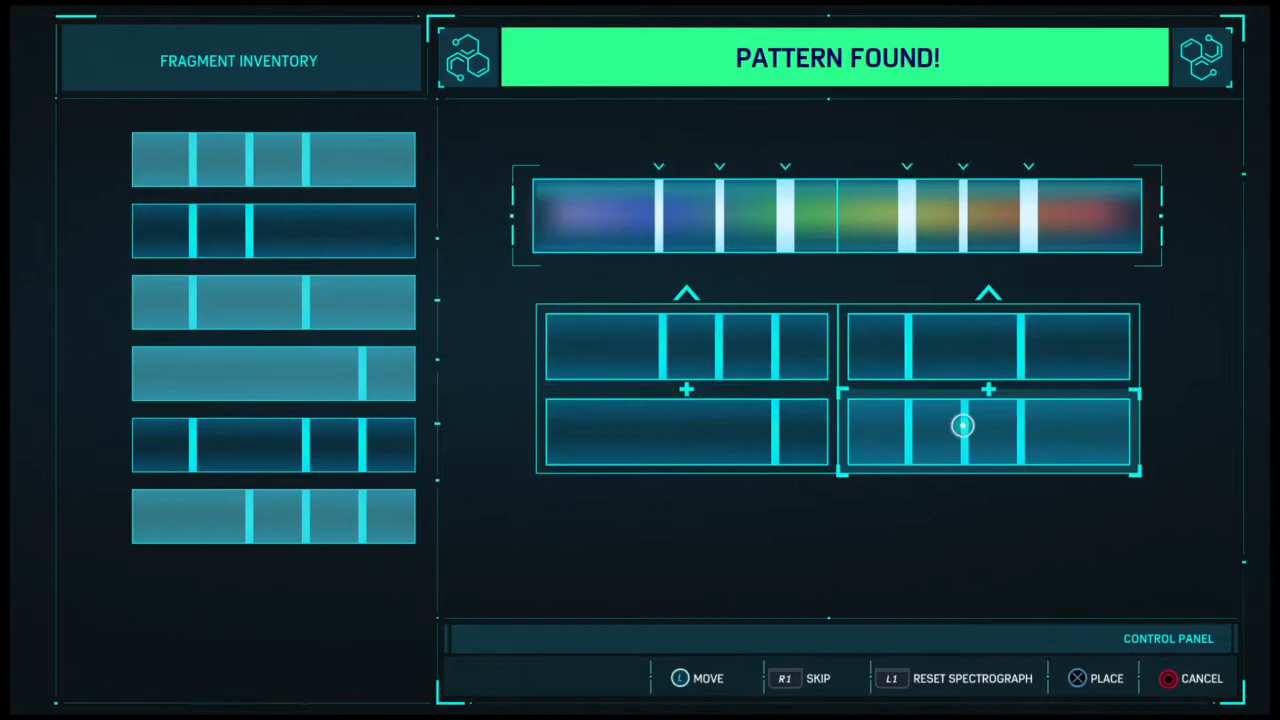 FRAGMENT INVENTORY
PATTERN FOUND!
CONTROL PANEL
L MOVE
R1 SKIP
L1 RESET SPECTROGRAPH
PLACE
CANCEL